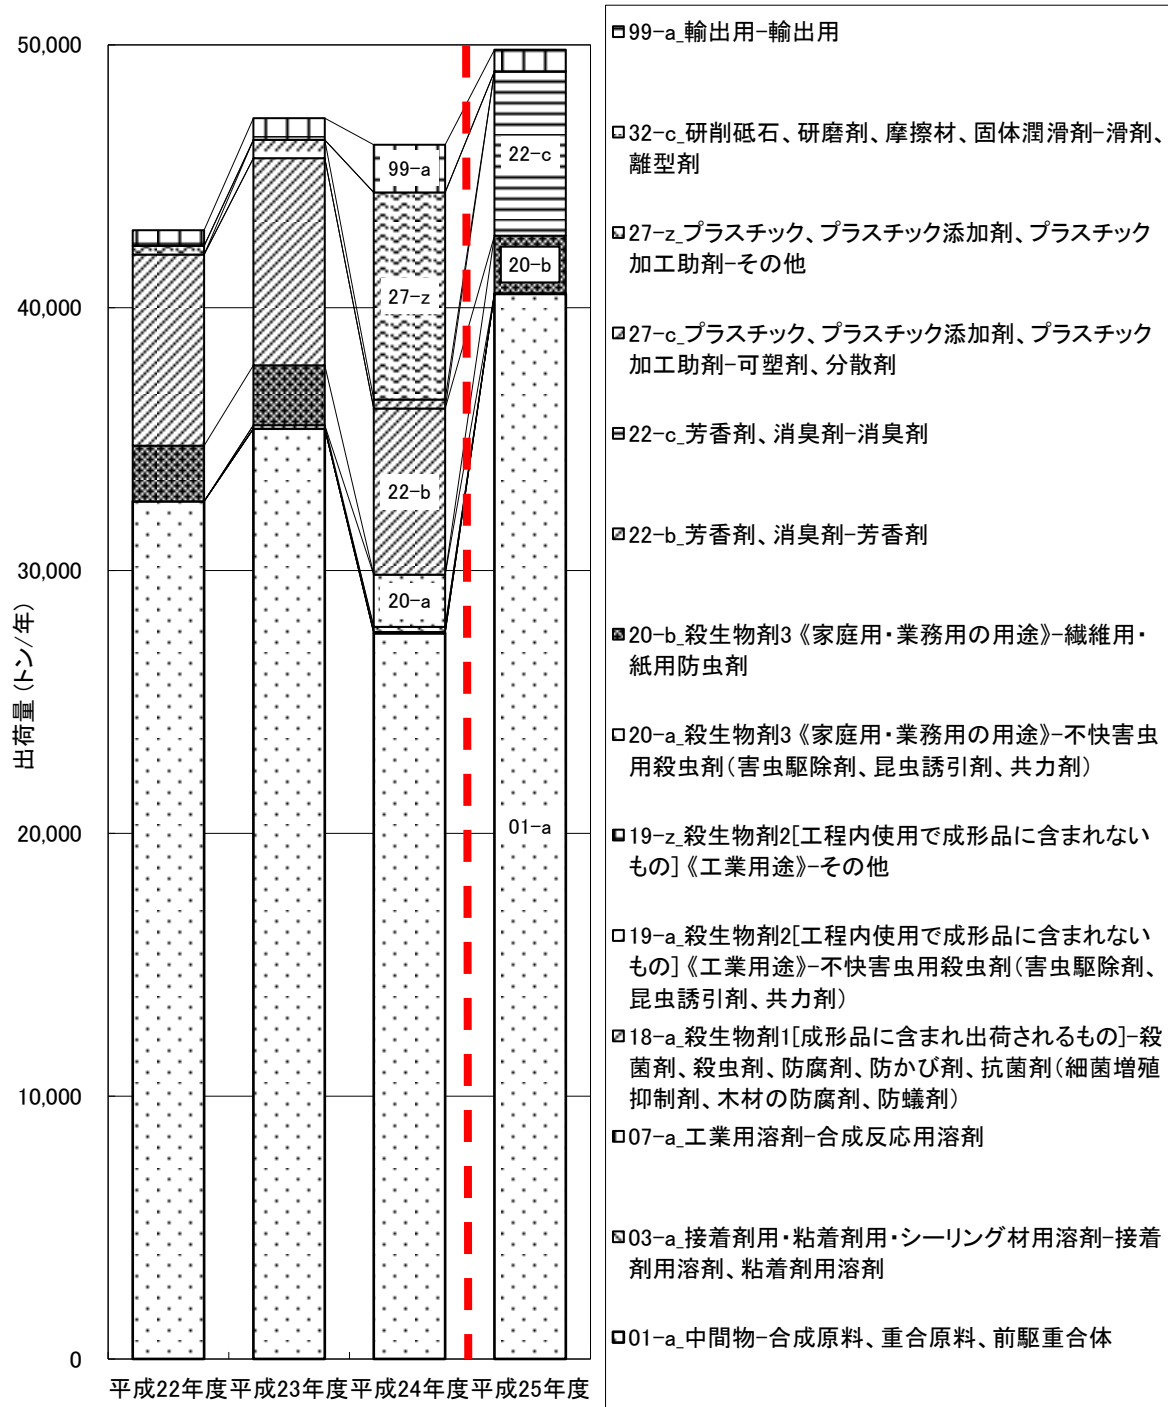 50,000
40,000
30,000
20,000
10,000
0
出荷量（トン/年）
平成22年度
平成23年度
平成24年度
平成25年度
99-a
27-z
22-b
20-a
22-c
20-b
01-a
99-a_輸出用-輸出用
32-c_研削砥石、研磨剤、摩擦材、固体潤滑剤-滑剤、
離型剤
27-z_プラスチック、プラスチック添加剤、プラスチック
加工助剤-その他
27-c_プラスチック、プラスチック添加剤、プラスチック
加工助剤-可塑剤、分散剤
22-c_芳香剤、消臭剤-消臭剤
22-b_芳香剤、消臭剤-芳香剤
20-b_殺生物剤3《家庭用・業務用の用途》-繊維用・
紙用防虫剤
20-a_殺生物剤3《家庭用・業務用の用途》-不快害虫
用殺虫剤（害虫駆除剤、昆虫誘引剤、共力剤）
19-z_殺生物剤2[工程内使用で成形品に含まれない
もの]《工業用途》-その他
19-a_殺生物剤2[工程内使用で成形品に含まれない
もの]《工業用途》-不快害虫用殺虫剤（害虫駆除剤、
昆虫誘引剤、共力剤）
18-a_殺生物剤1[成形品に含まれ出荷されるもの]-殺
菌剤、殺虫剤、防腐剤、防かび剤、抗菌剤（細菌増殖
抑制剤、木材の防腐剤、防蟻剤）
07-a_工業用溶剤-合成反応用溶剤
03-a_接着剤用・粘着剤用・シーリング材用溶剤-接着
剤用溶剤、粘着剤用溶剤
01-a_中間物-合成原料、重合原料、前駆重合体